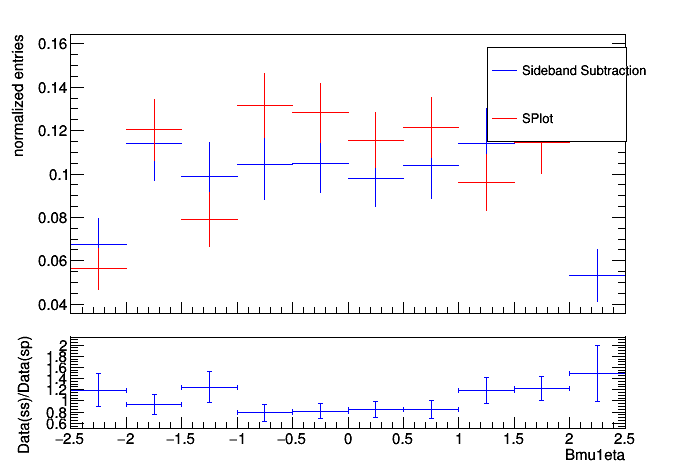 normalized entries
0.16
0.14
0.12
0.1
0.08
0.06
0.04
Sideband Subtraction
SPlot
Data(ss)/Data(sp)
2
1.8
1.6
1.4
1.2
1
0.8
0.6
−2.5 −2 −1.5 −1 −0.5 0 0.5 1 1.5 2 2.5
Bmu1eta